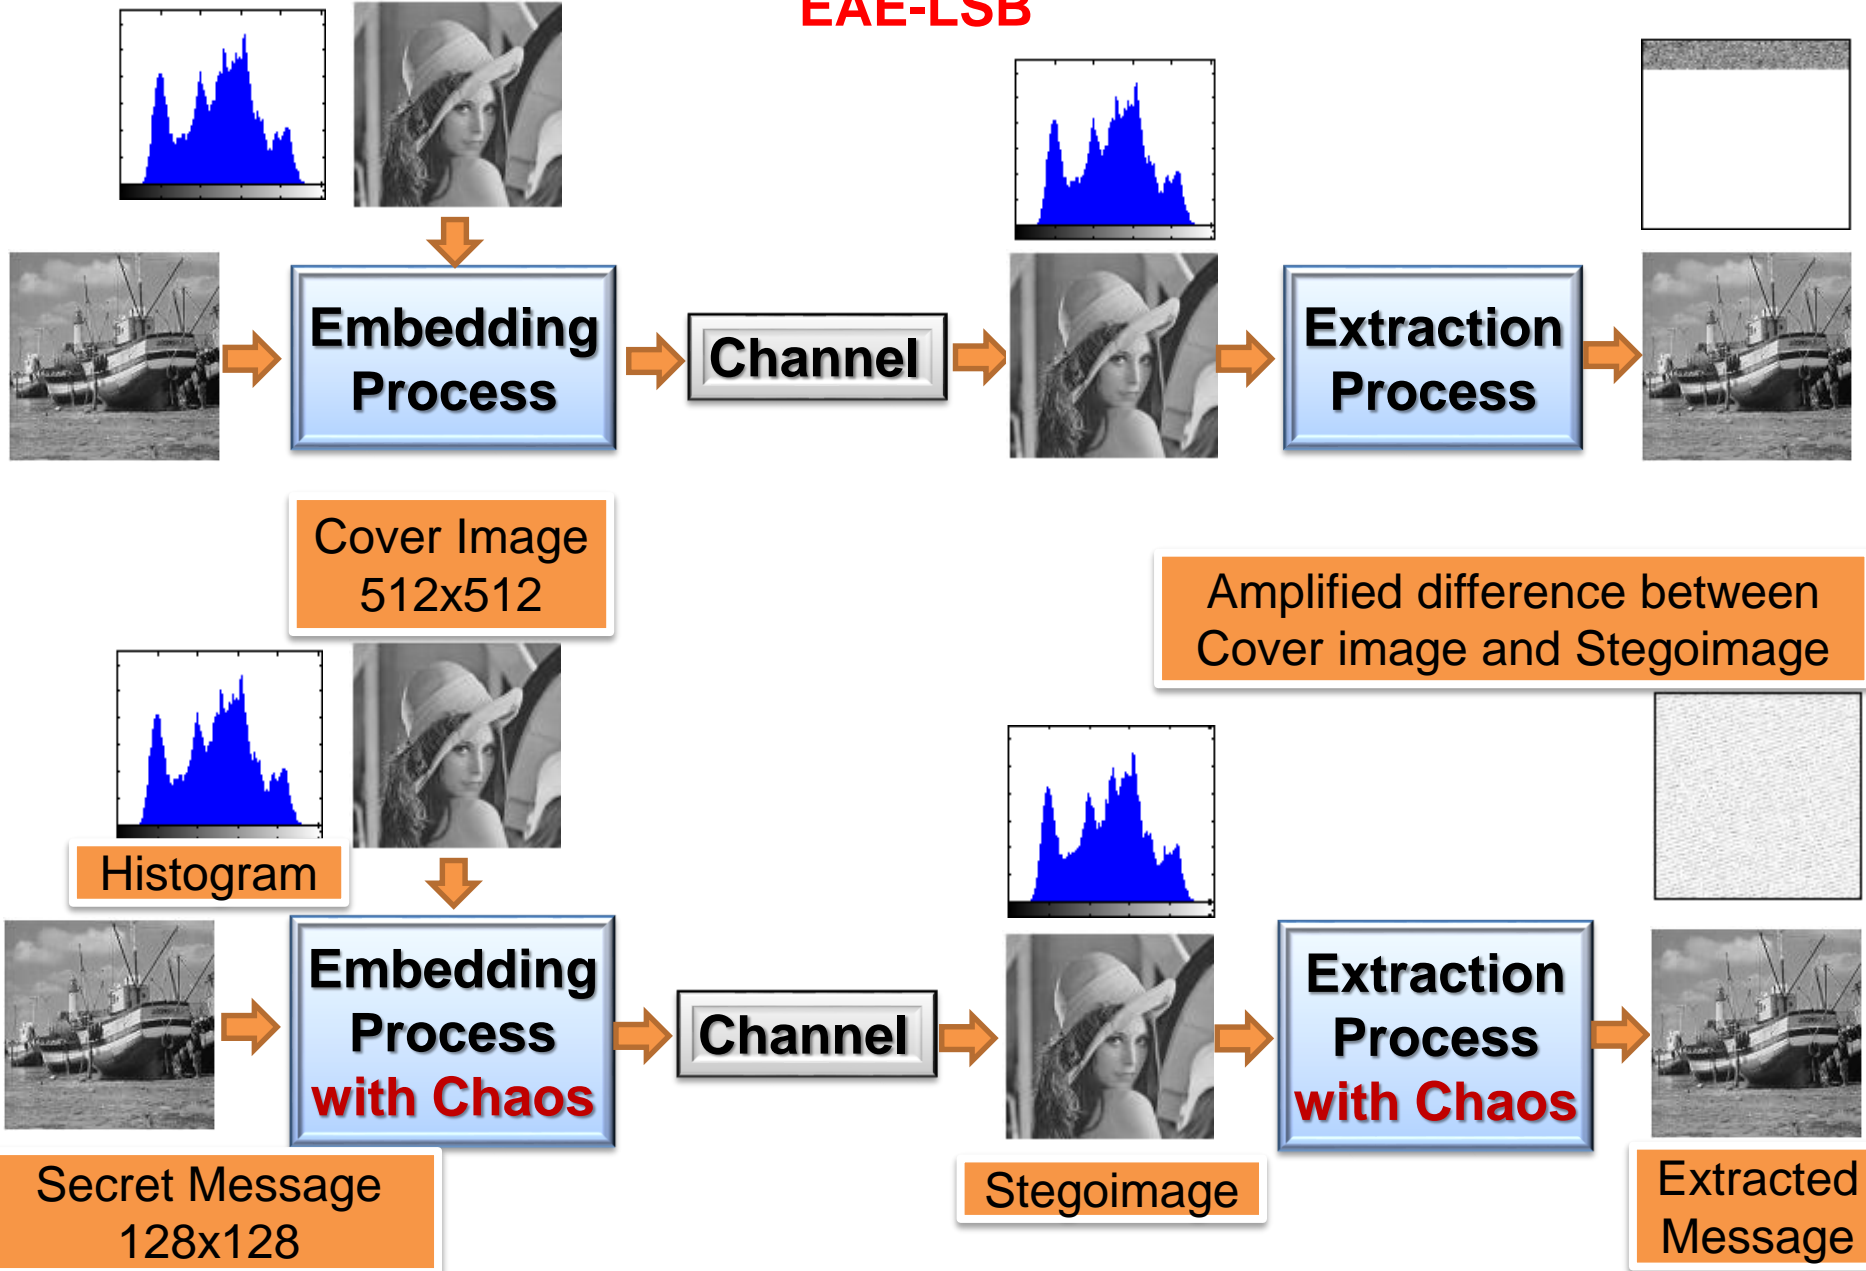 EAE-LSB
Embedding
Process
Channel
Extraction
Process
Cover Image
512x512
Amplified difference between
Cover image and Stegoimage
Histogram
Embedding
Process
with Chaos
Channel
Extraction
Process
with Chaos
Secret Message
128x128
Stegoimage
Extracted
Message